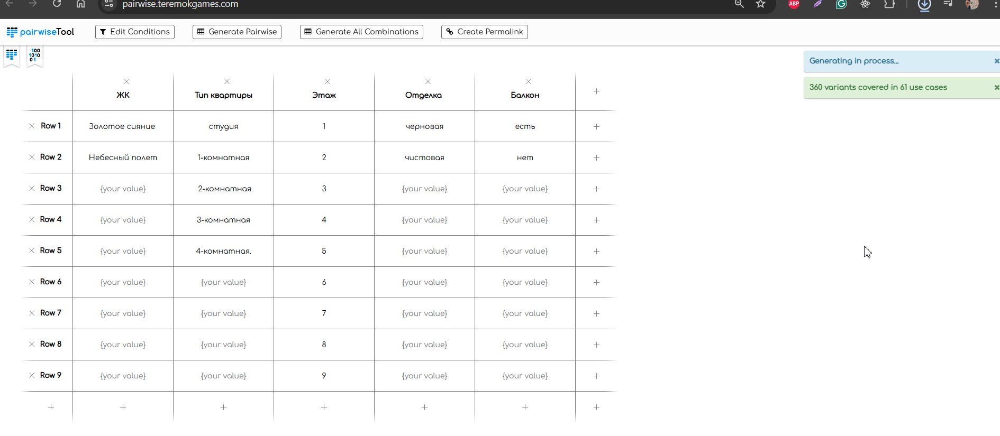 pairwise.teremokgames.com
ABP
pairwiseTool
Edit Conditions
Generate Pairwise
Generate All Combinations
Create Permalink
100
1010
01
Generating in process...
360 variants covered in 61 use cases
ЖК Тип квартиры Этаж Отделка Балкон
Row 1 Золотое сияние студия 1 черновая есть
Row 2 Небесный полет 1-комнатная 2 чистовая нет
Row 3 {your value} 2-комнатная 3 {your value} {your value}
Row 4 {your value} 3-комнатная 4 {your value} {your value}
Row 5 {your value} 4-комнатная. 5 {your value} {your value}
Row 6 {your value} {your value} 6 {your value} {your value}
Row 7 {your value} {your value} 7 {your value} {your value}
Row 8 {your value} {your value} 8 {your value} {your value}
Row 9 {your value} {your value} 9 {your value} {your value}